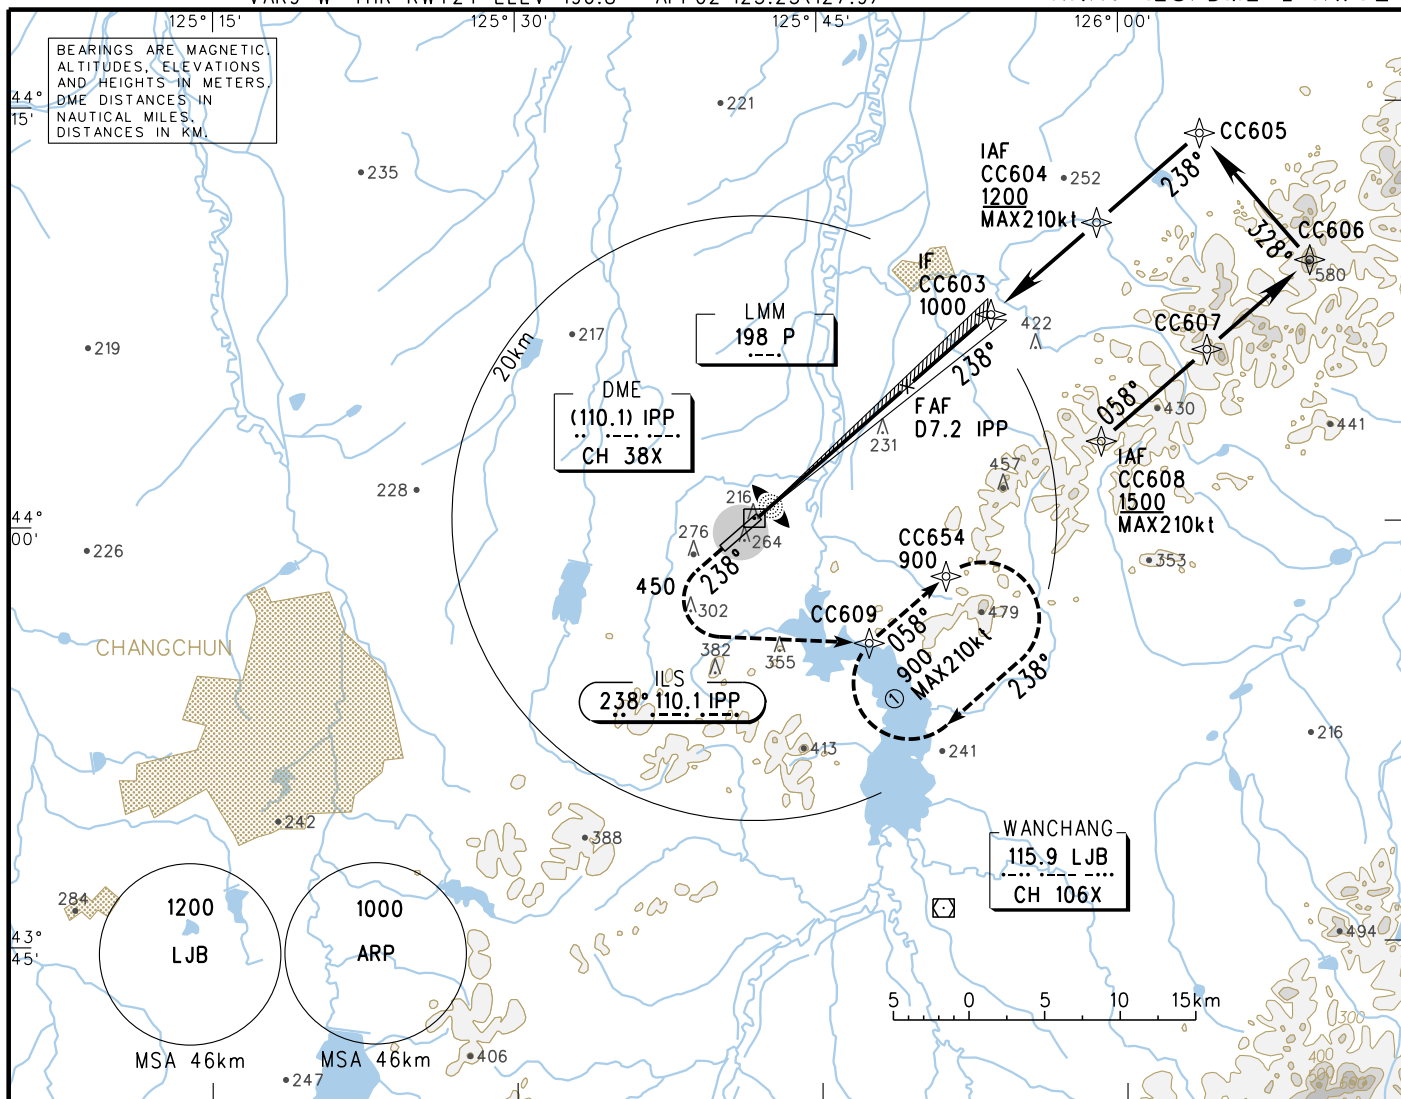 125°15'
125°30'
125°45'
126°00'
BEARINGS ARE MAGNETIC.
ALTITUDES, ELEVATIONS
AND HEIGHTS IN METERS.
DME DISTANCES IN
NAUTICAL MILES.
DISTANCES IN KM.
44°
15'
221
235
252
CC605
238°
IAF
CC604
1200
MAX210kt
328°
CC606
580
IF
CC603
1000
422
CC607
LMM
198 P
217
219
20km
238°
058°
430
441
DME
(110.1) IPP
CH 38X
FAF
D7.2 IPP
231
457
IAF
CC608
1500
MAX210kt
228
216
264
276
44°
00'
226
238°
CC654
900
353
450
302
CC609
058°
479
CHANGCHUN
382
355
900
MAX210kt
238°
1
ILS
238° 110.1 IPP
413
241
216
242
388
WANCHANG
115.9 LJB
CH 106X
284
1200
LJB
1000
ARP
494
43°
45'
5 0 5 10 15km
300
MSA 46km
MSA 46km
406
400
500
600
247